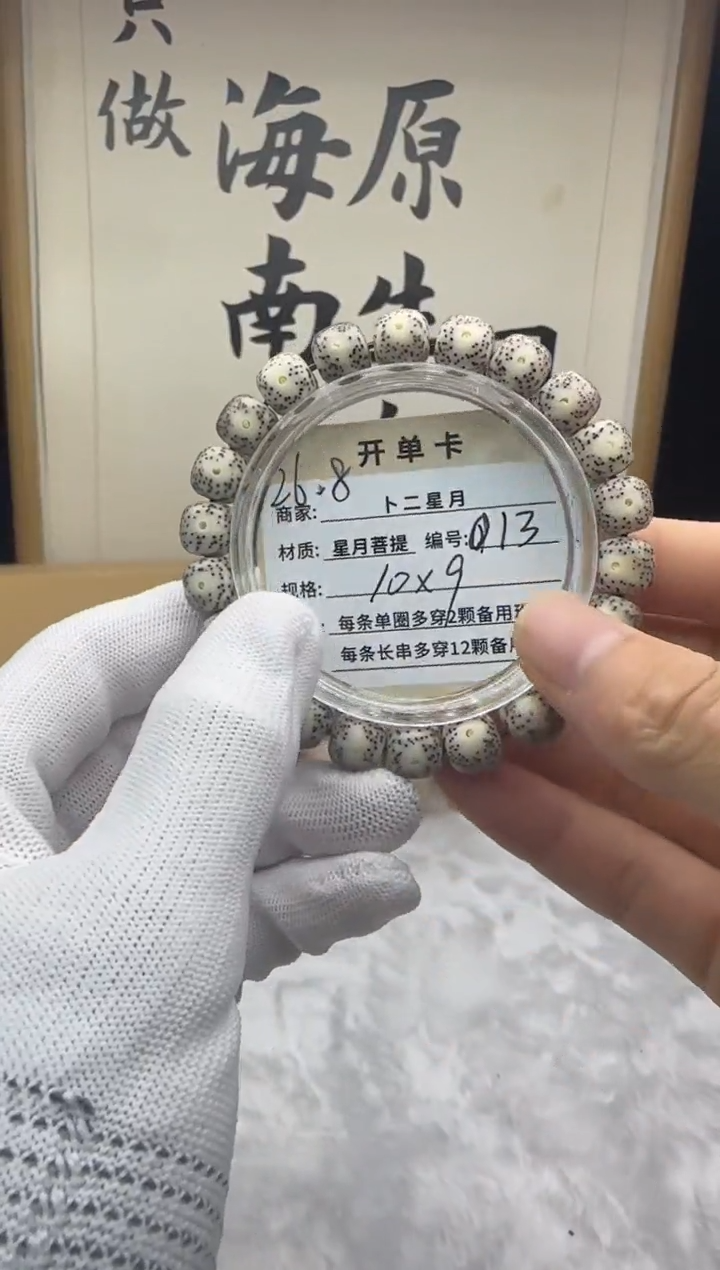 只做
海南
原生
开单卡
26.8
商家: 卜二星月
材质: 星月菩提 编号: 013
规格: 10x9
每条单圈多穿2颗备用
每条长串多穿12颗备